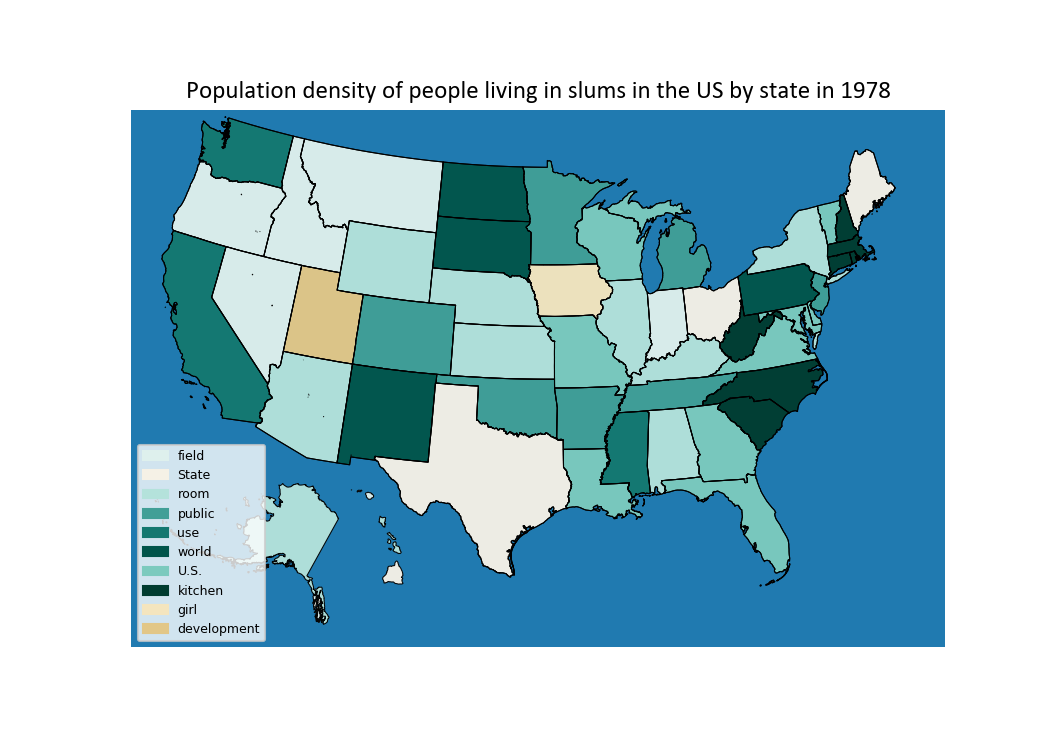 Population density of people living in slums in the US by state in 1978
field
State
room
public
use
world
U.S.
kitchen
girl
development